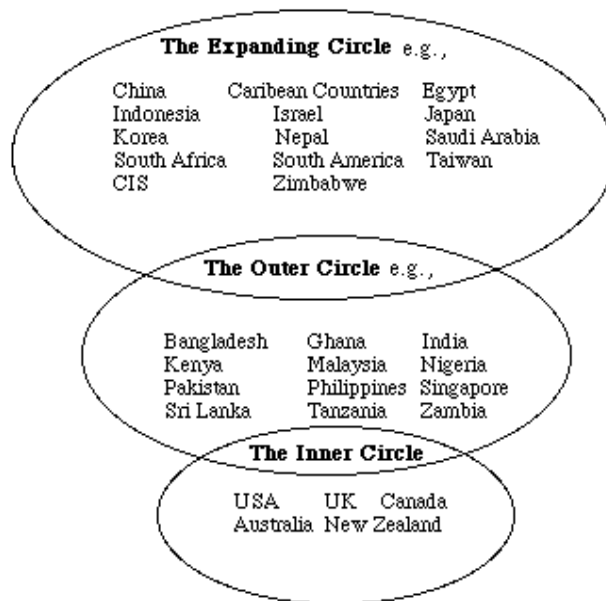 The Expanding Circle e.g.,
China Caribean Countries Egypt
Indonesia Israel Japan
Korea Nepal Saudi Arabia
South Africa South America Taiwan
CIS Zimbabwe
The Outer Circle e.g.,
Bangladesh Ghana India
Kenya Malaysia Nigeria
Pakistan Philippines Singapore
Sri Lanka Tanzania Zambia
The Inner Circle
USA UK Canada
Australia New Zealand